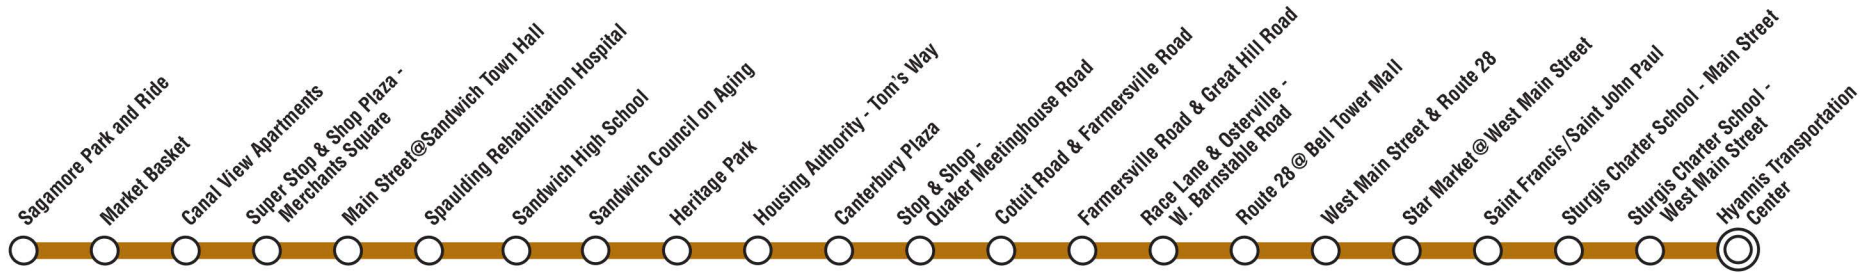 Sagamore Park and Ride
Market Basket
Canal View Apartments
Super Stop & Shop Plaza -
Merchants Square
Main Street@Sandwich Town Hall
Spaulding Rehabilitation Hospital
Sandwich High School
Sandwich Council on Aging
Heritage Park
Housing Authority - Tom's Way
Canterbury Plaza
Stop & Shop -
Quaker Meetinghouse Road
Cotuit Road & Farmersville Road
Farmersville Road & Great Hill Road
Race Lane & Osterville -
W. Barnstable Road
Route 28@ Bell Tower Mall
West Main Street & Route 28
Star Market@West Main Street
Saint Francis/Saint John Paul
Sturgis Charter School - Main Street
Sturgis Charter School -
West Main Street
Hyannis Transportation
Center